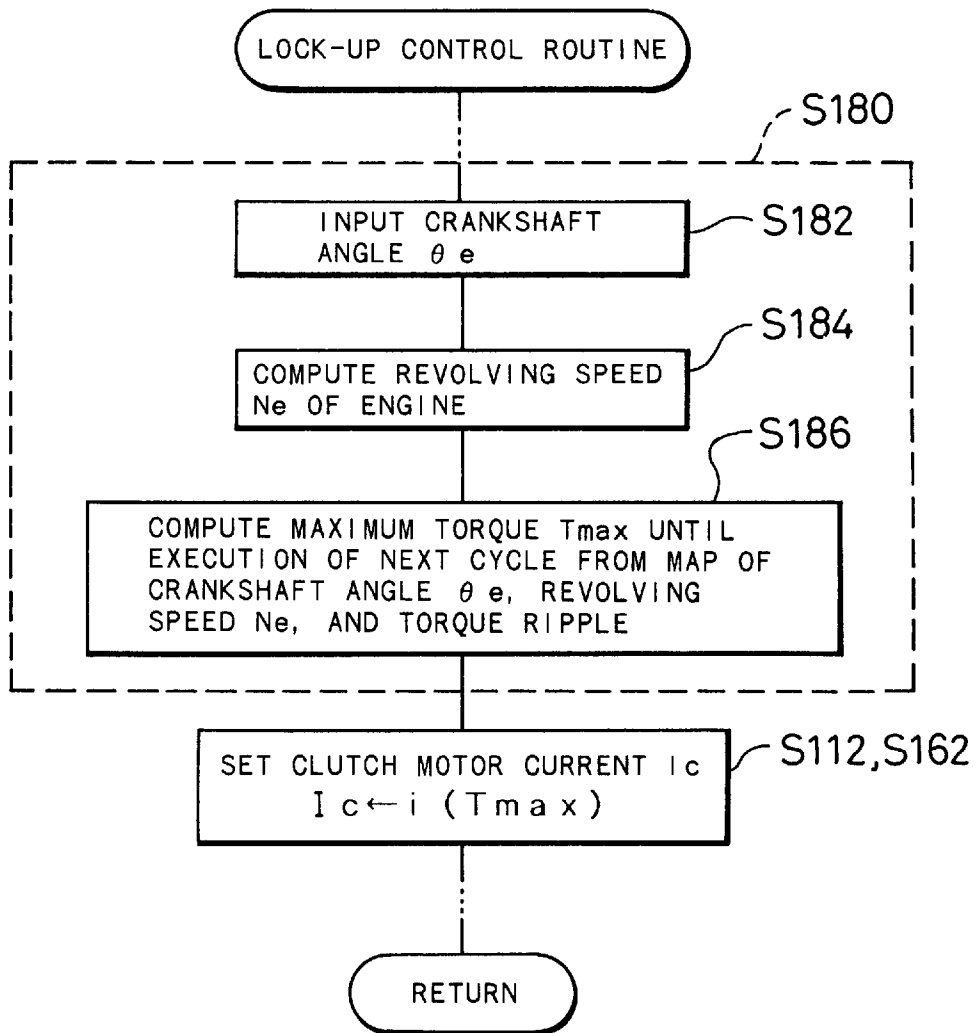 LOCK-UP CONTROL ROUTINE
S180
INPUT CRANKSHAFT
ANGLE θe
S182
S184
COMPUTE REVOLVING SPEED
Ne OF ENGINE
S186
COMPUTE MAXIMUM TORQUE Tmax UNTIL
EXECUTION OF NEXT CYCLE FROM MAP OF
CRANKSHAFT ANGLE θe, REVOLVING
SPEED Ne, AND TORQUE RIPPLE
SET CLUTCH MOTOR CURRENT Ic
Ic←i (Tmax)
S112,S162
RETURN